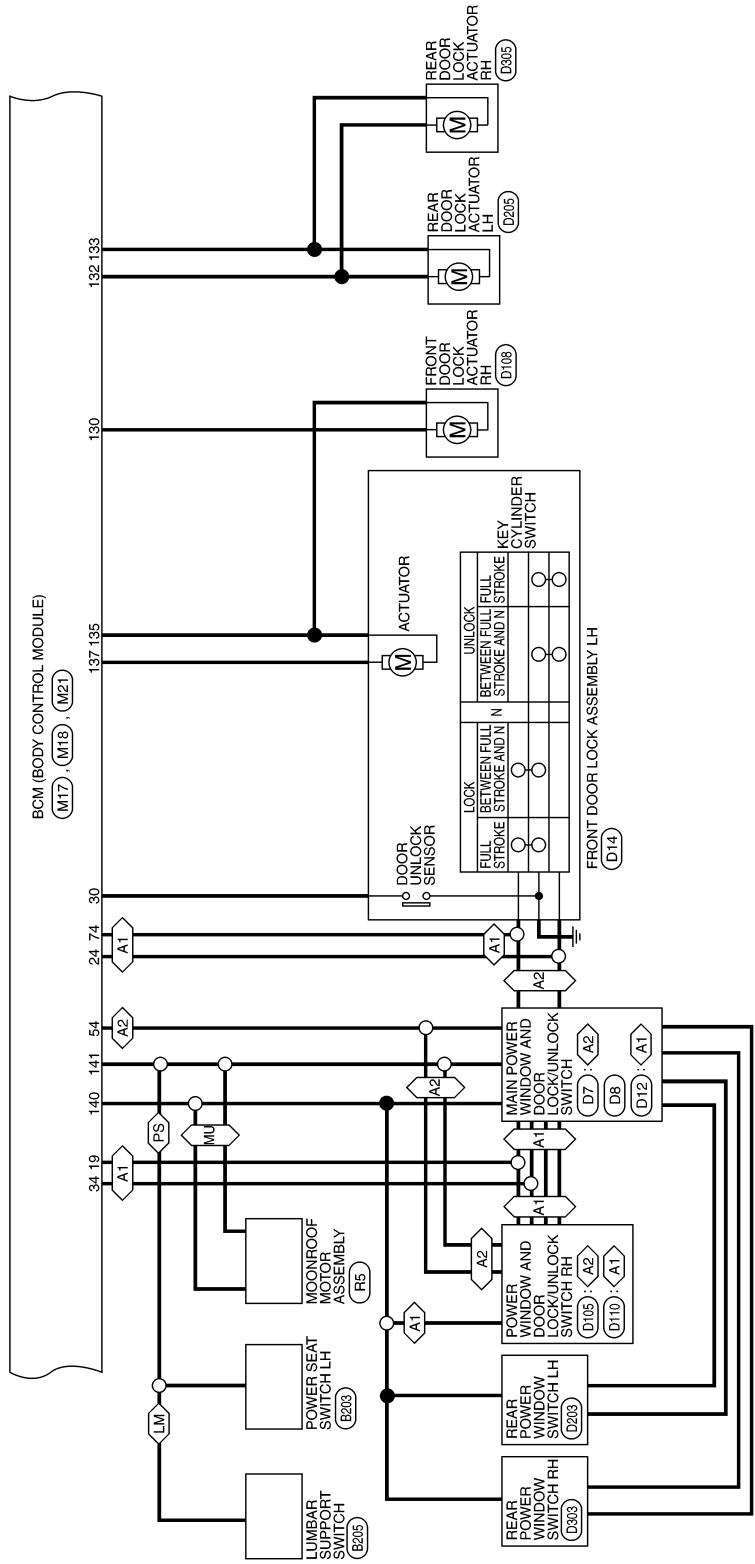 BCM (BODY CONTROL MODULE)
M17 , M18 , M21
34 19 140 141 54 24 74 30 137 135 130 132 133
A1
PS
MU
A2
A1
LM
LUMBAR
SUPPORT
SWITCH
B205
POWER SEAT
SWITCH LH
B203
MOONROOF
MOTOR
ASSEMBLY
R5
A1
A2
A2
A1
A1
A2
A1
DOOR
UNLOCK
SENSOR
ACTUATOR
M
LOCK
UNLOCK
FULL
STROKE
BETWEEN FULL
STROKE AND N
N
BETWEEN FULL
STROKE AND N
FULL
STROKE
KEY
CYLINDER
SWITCH
FRONT DOOR LOCK ASSEMBLY LH
D14
M
FRONT
DOOR
LOCK
ACTUATOR
RH
D108
M
REAR
DOOR
LOCK
ACTUATOR
LH
D205
M
REAR
DOOR
LOCK
ACTUATOR
RH
D305
REAR
POWER
WINDOW
SWITCH RH
D303
REAR
POWER
WINDOW
SWITCH LH
D203
POWER
WINDOW AND
DOOR
LOCK/UNLOCK
SWITCH RH
D105 : A2
D110 : A1
MAIN POWER
WINDOW AND
DOOR
LOCK/UNLOCK
SWITCH
D7 : A2
D8
D12 : A1